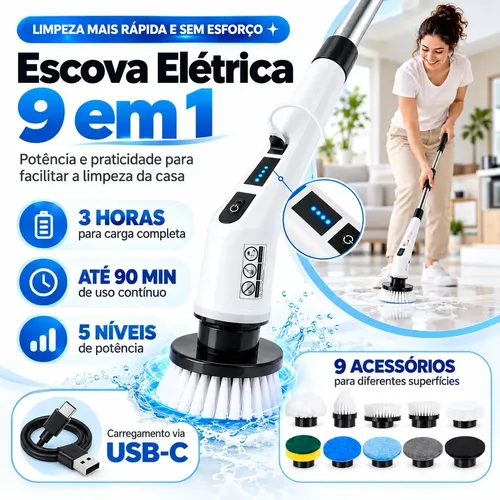 LIMPEZA MAIS RÁPIDA E SEM ESFORÇO
Escova Elétrica
9 em 1
Potência e praticidade para
facilitar a limpeza da casa
3 HORAS
para carga completa
ATÉ 90 MIN
de uso contínuo
5 NÍVEIS
de potência
Carregamento via
USB-C
9 ACESSÓRIOS
para diferentes superfícies